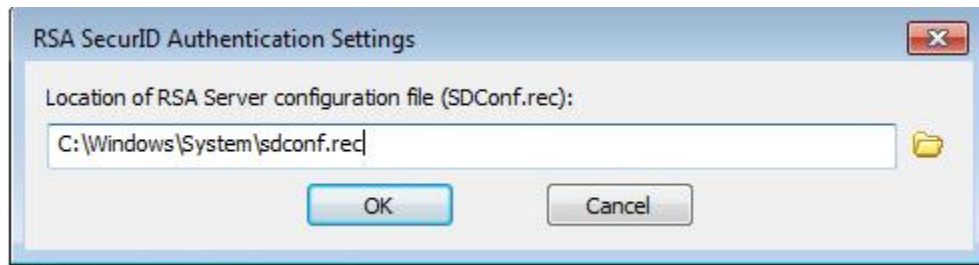 RSA SecurID Authentication Settings
Location of RSA Server configuration file (SDConf.rec):
C:\Windows\System\sdconf.rec
OK Cancel